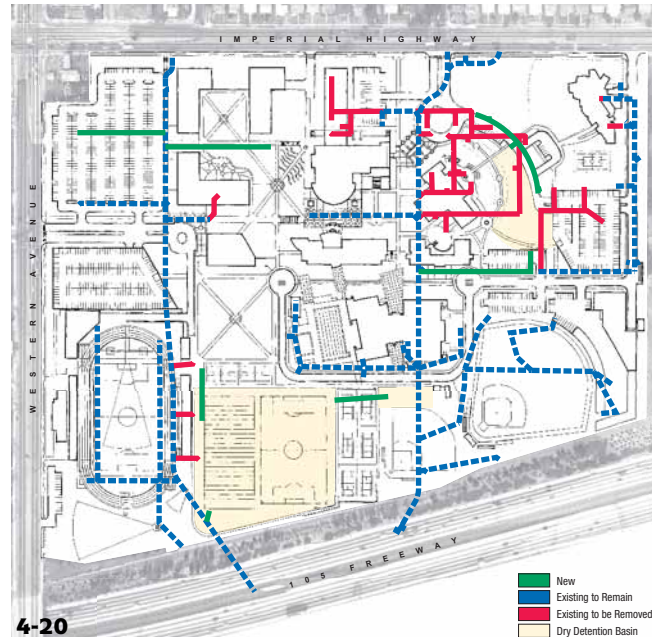 IMPERIAL HIGHWAY
WESTERN AVENUE
105 FREEWAY
New
Existing to Remain
Existing to be Removed
Dry Detention Basin
4-20